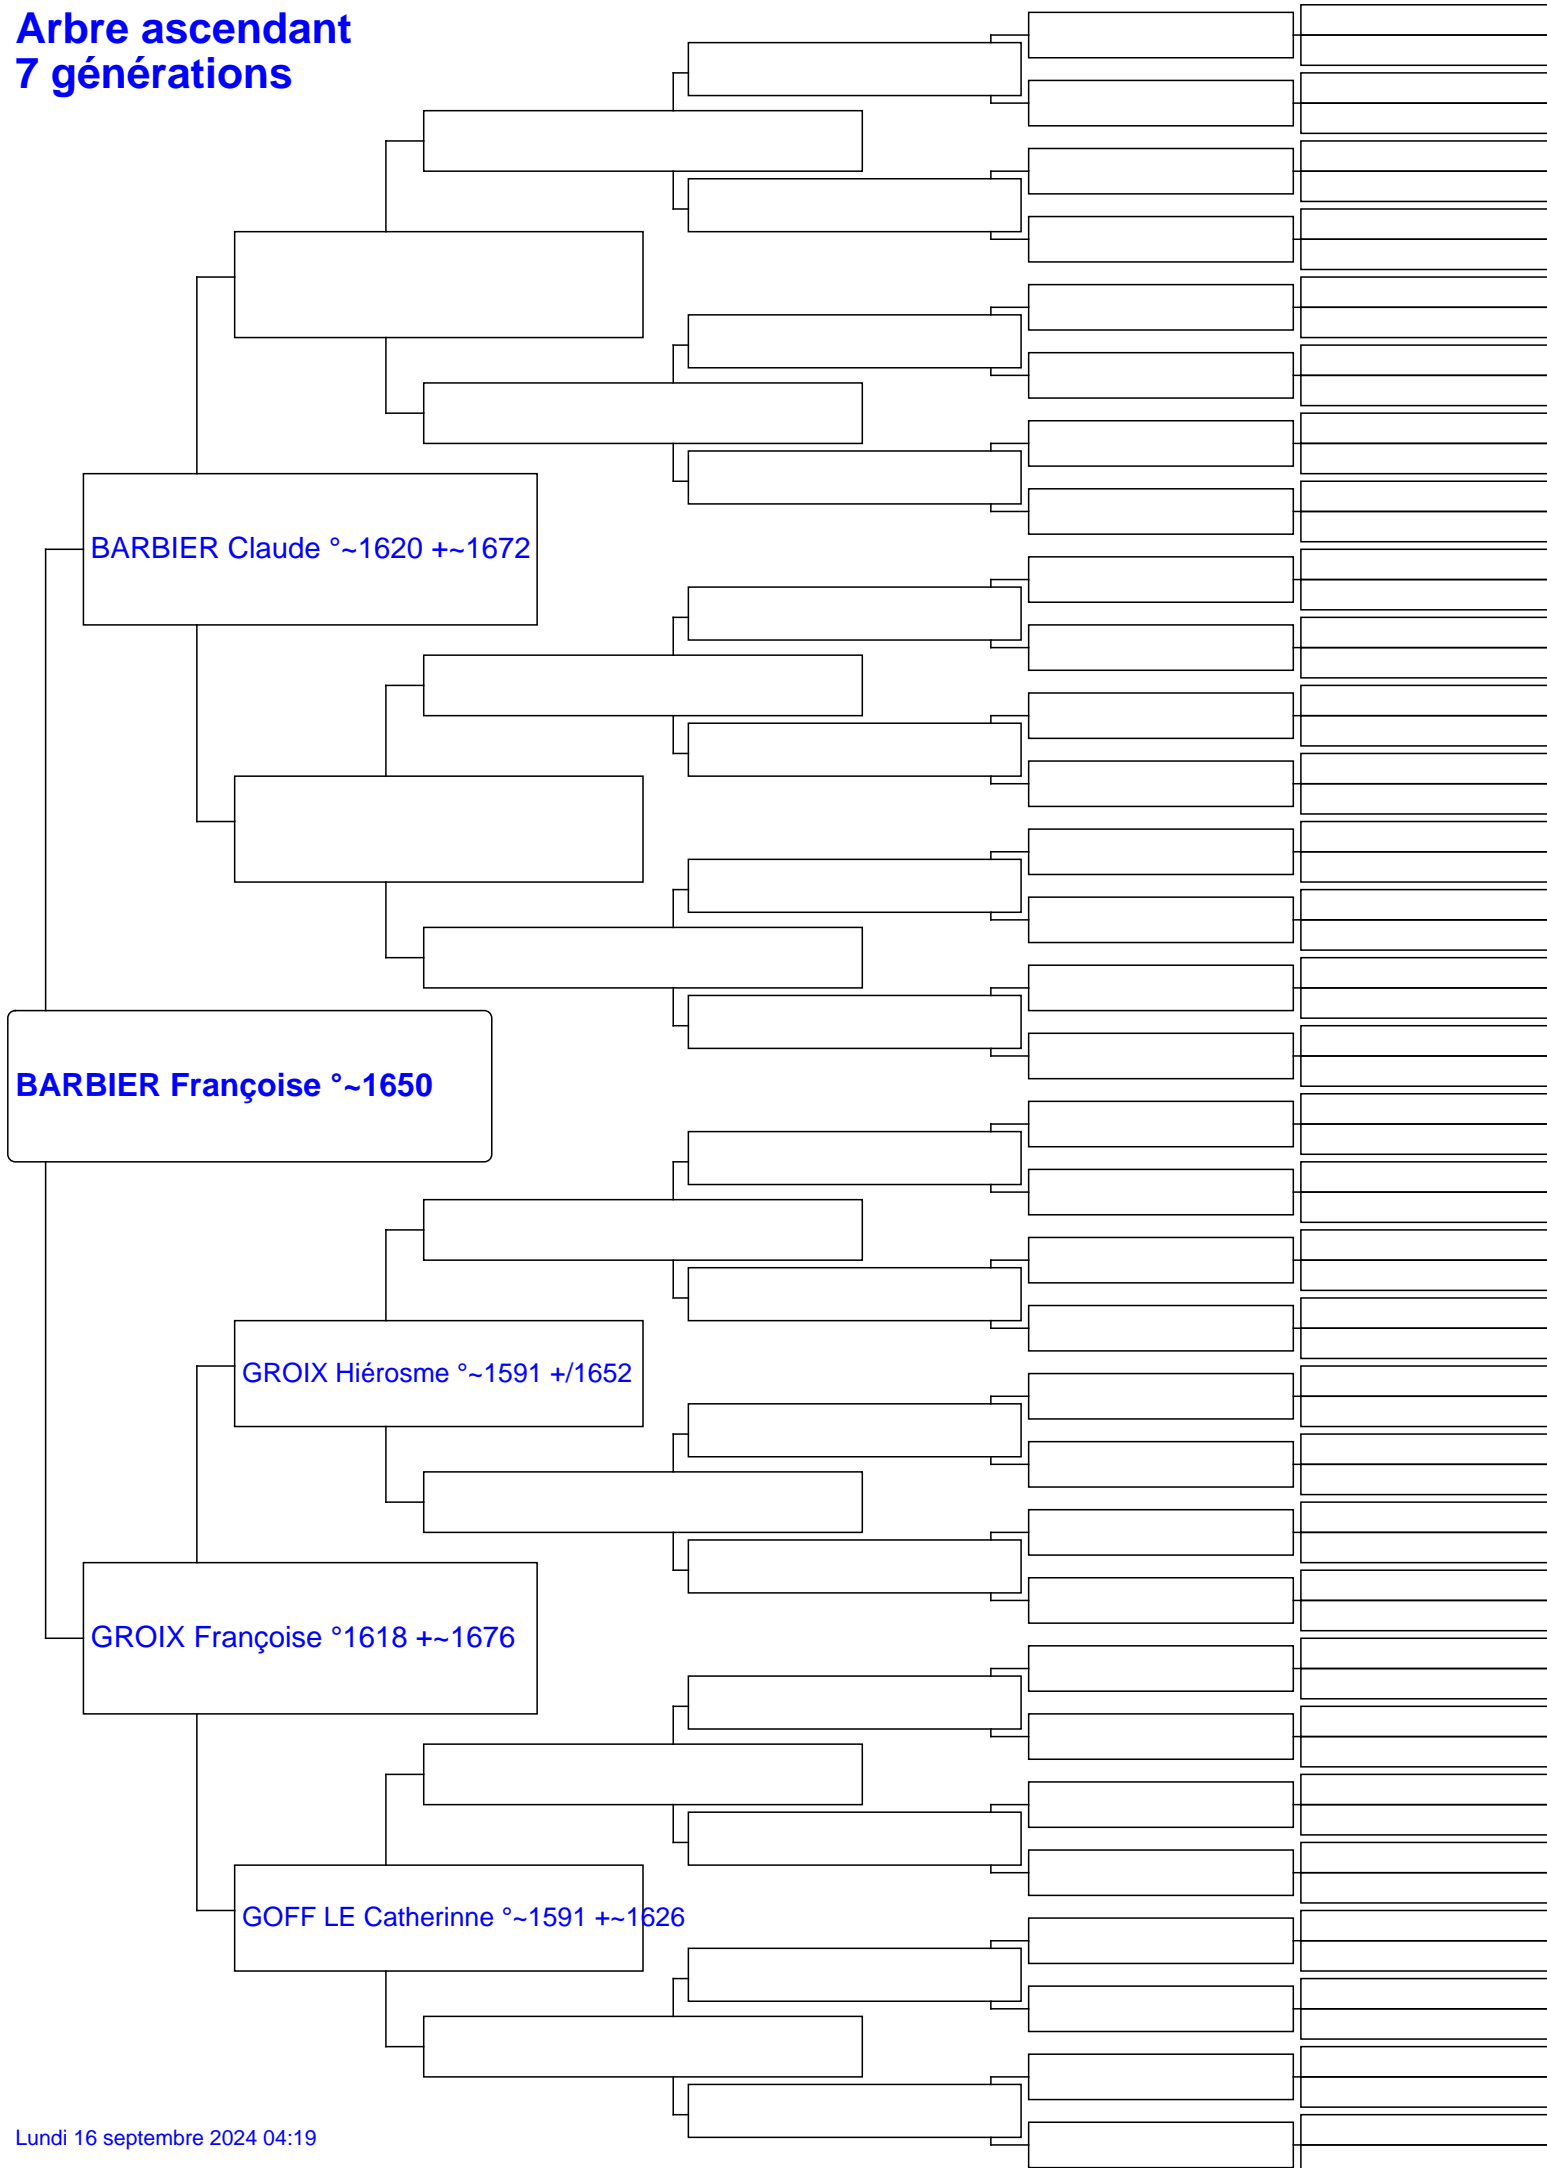 Arbre ascendant
7 générations
BARBIER Claude °~1620 +~1672
BARBIER Françoise °~1650
GROIX Hiérosme °~1591 +/1652
GROIX Françoise °1618 +~1676
GOFF LE Catherinne °~1591 +~1626
Lundi 16 septembre 2024 04:19